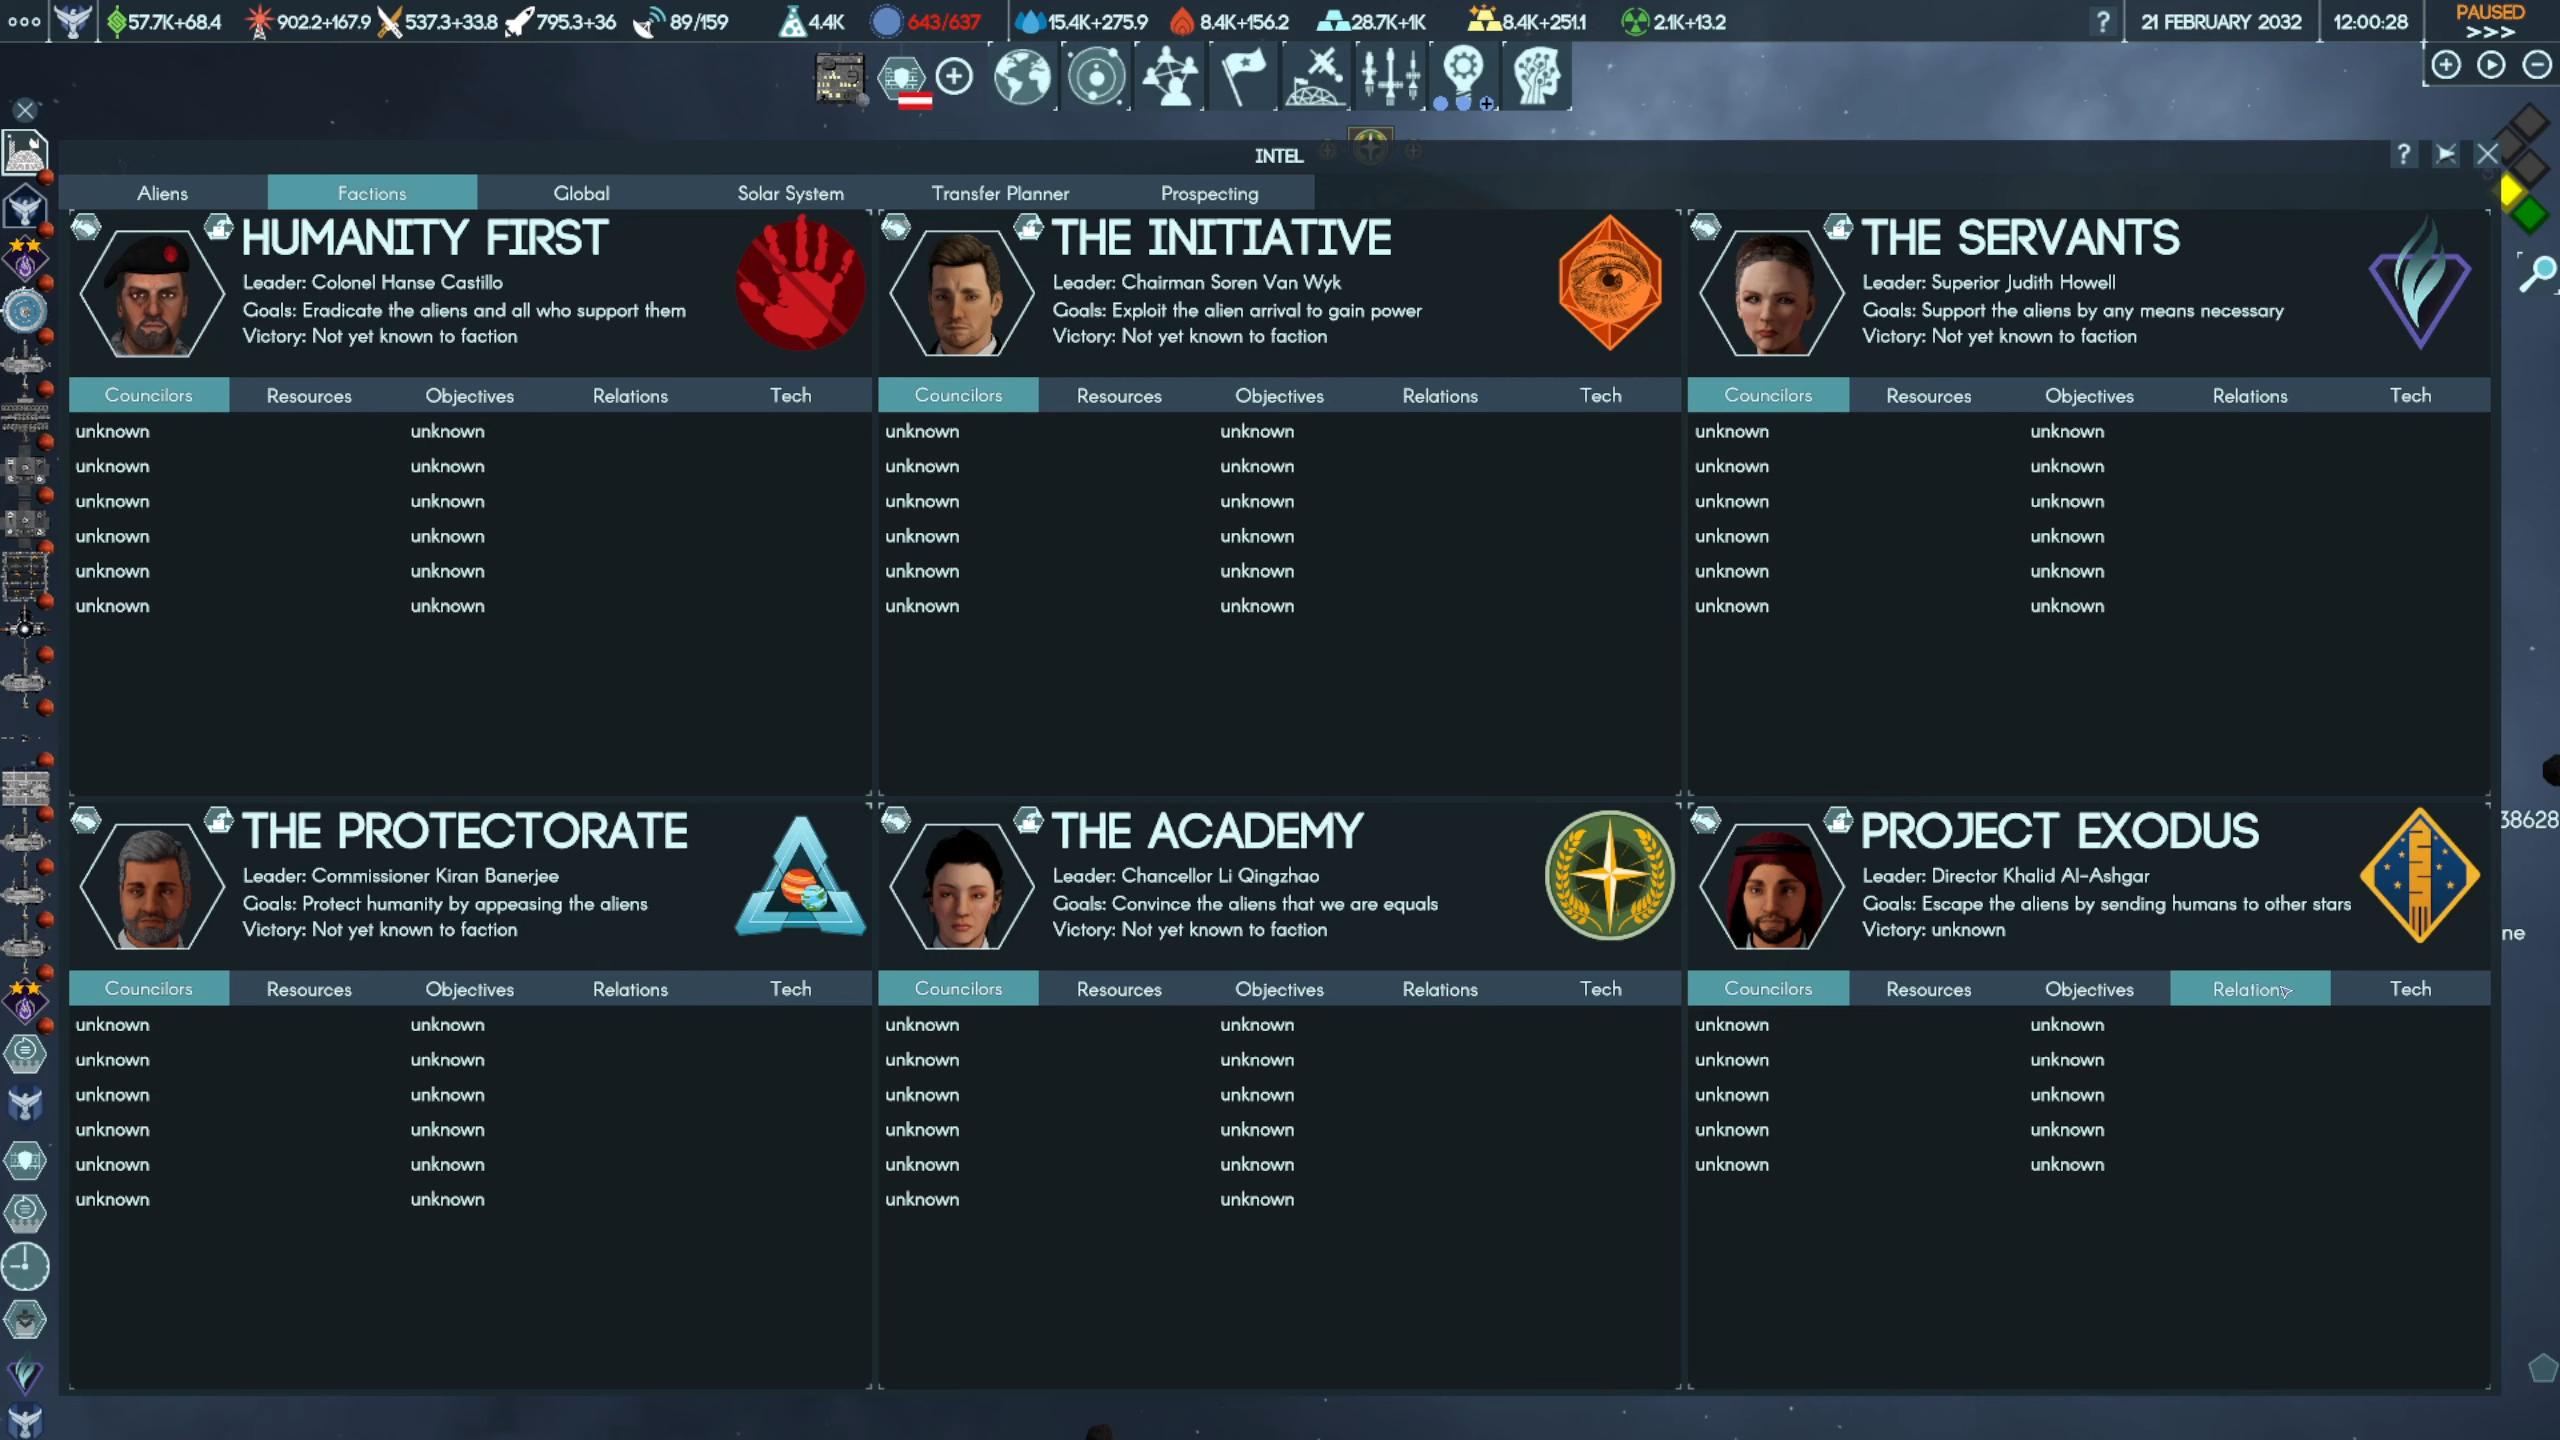 57.7K+68.4 902.2+167.9 537.3+33.8 795.3+36 89/159 4.4K 643/637 15.4K+275.9 8.4K+156.2 28.7K+1K 8.4K+251.1 2.1K+13.2 ? 21 FEBRUARY 2032 12:00:28 PAUSED
>>>
INTEL ?
Aliens Factions Global Solar System Transfer Planner Prospecting
HUMANITY FIRST
Leader: Colonel Hanse Castillo
Goals: Eradicate the aliens and all who support them
Victory: Not yet known to faction
Councilors Resources Objectives Relations Tech
unknown unknown
unknown unknown
unknown unknown
unknown unknown
unknown unknown
unknown unknown
THE INITIATIVE
Leader: Chairman Soren Van Wyk
Goals: Exploit the alien arrival to gain power
Victory: Not yet known to faction
Councilors Resources Objectives Relations Tech
unknown unknown
unknown unknown
unknown unknown
unknown unknown
unknown unknown
unknown unknown
THE SERVANTS
Leader: Superior Judith Howell
Goals: Support the aliens by any means necessary
Victory: Not yet known to faction
Councilors Resources Objectives Relations Tech
unknown unknown
unknown unknown
unknown unknown
unknown unknown
unknown unknown
unknown unknown
THE PROTECTORATE
Leader: Commissioner Kiran Banerjee
Goals: Protect humanity by appeasing the aliens
Victory: Not yet known to faction
Councilors Resources Objectives Relations Tech
unknown unknown
unknown unknown
unknown unknown
unknown unknown
unknown unknown
unknown unknown
THE ACADEMY
Leader: Chancellor Li Qingzhao
Goals: Convince the aliens that we are equals
Victory: Not yet known to faction
Councilors Resources Objectives Relations Tech
unknown unknown
unknown unknown
unknown unknown
unknown unknown
unknown unknown
unknown unknown
PROJECT EXODUS
Leader: Director Khalid Al-Ashgar
Goals: Escape the aliens by sending humans to other stars
Victory: unknown
Councilors Resources Objectives Relations Tech
unknown unknown
unknown unknown
unknown unknown
unknown unknown
unknown unknown
38628
ne